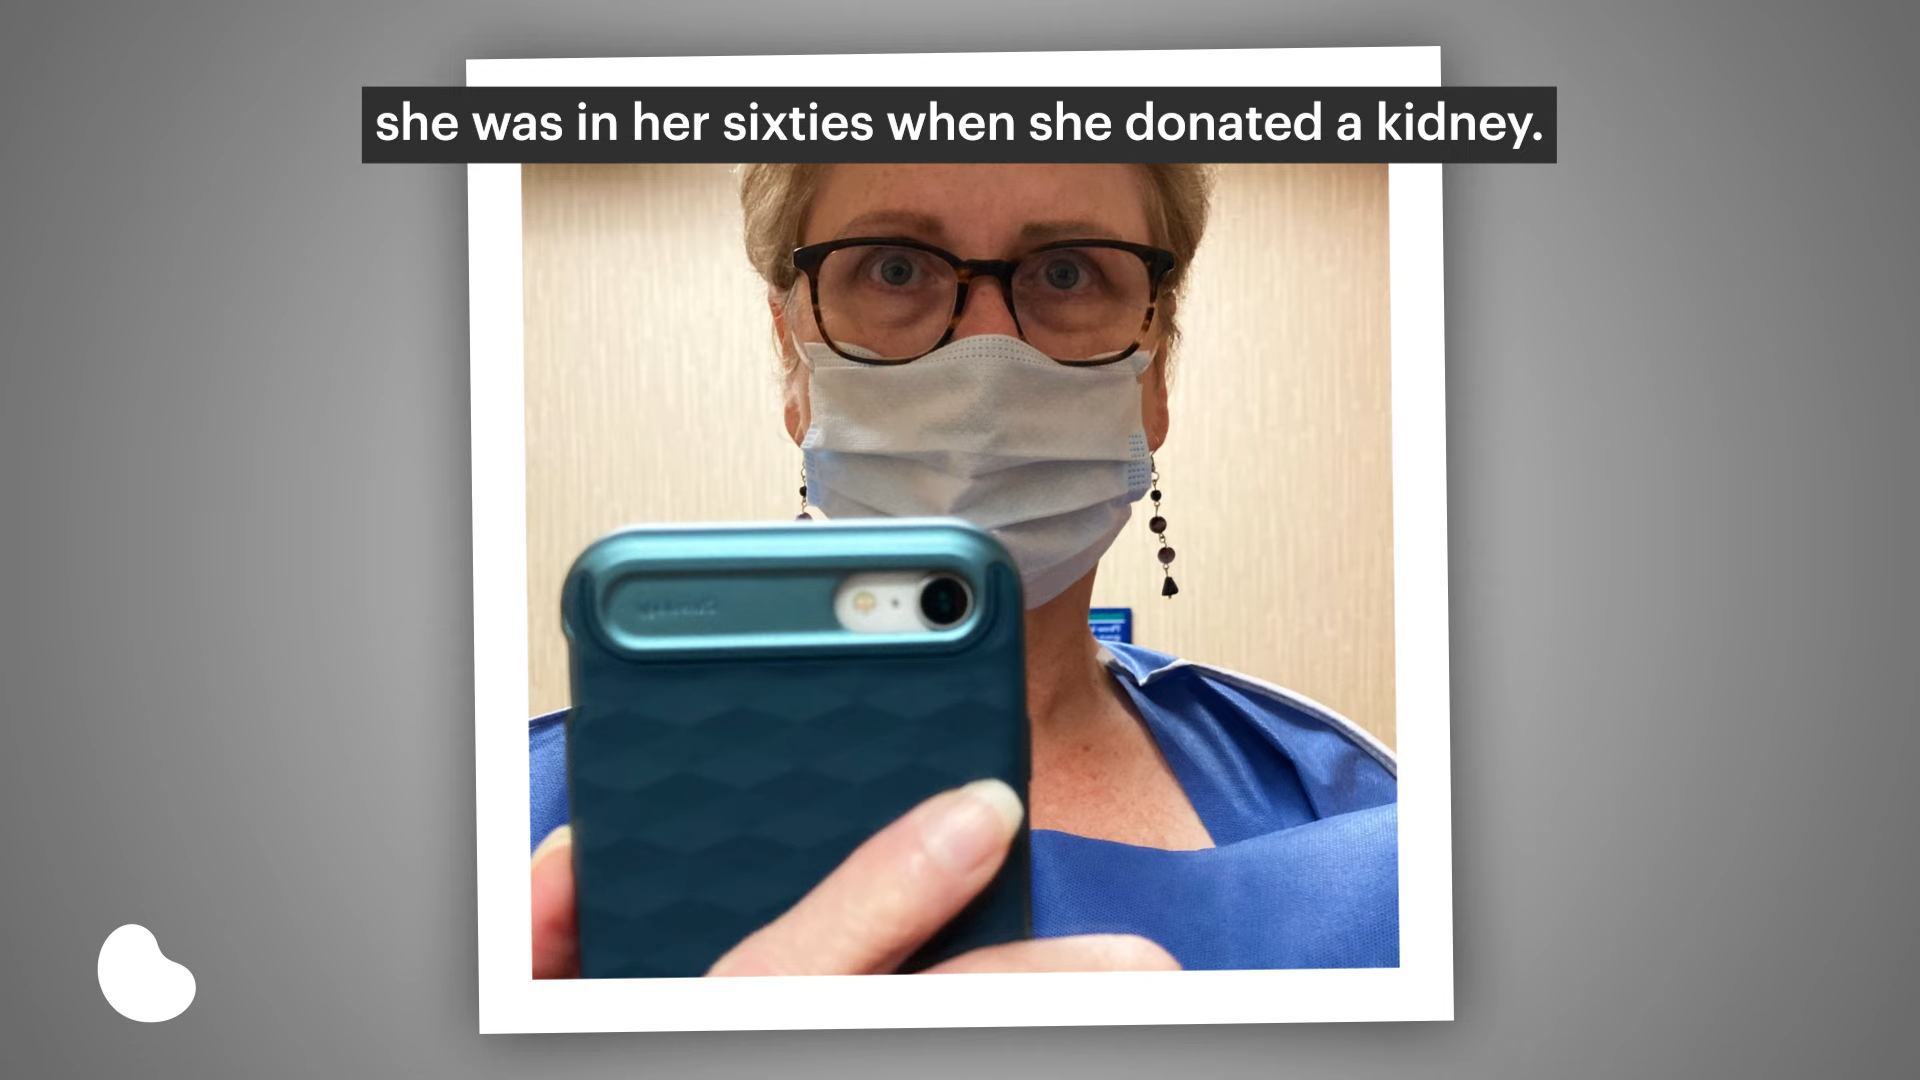 she was in her sixties when she donated a kidney.